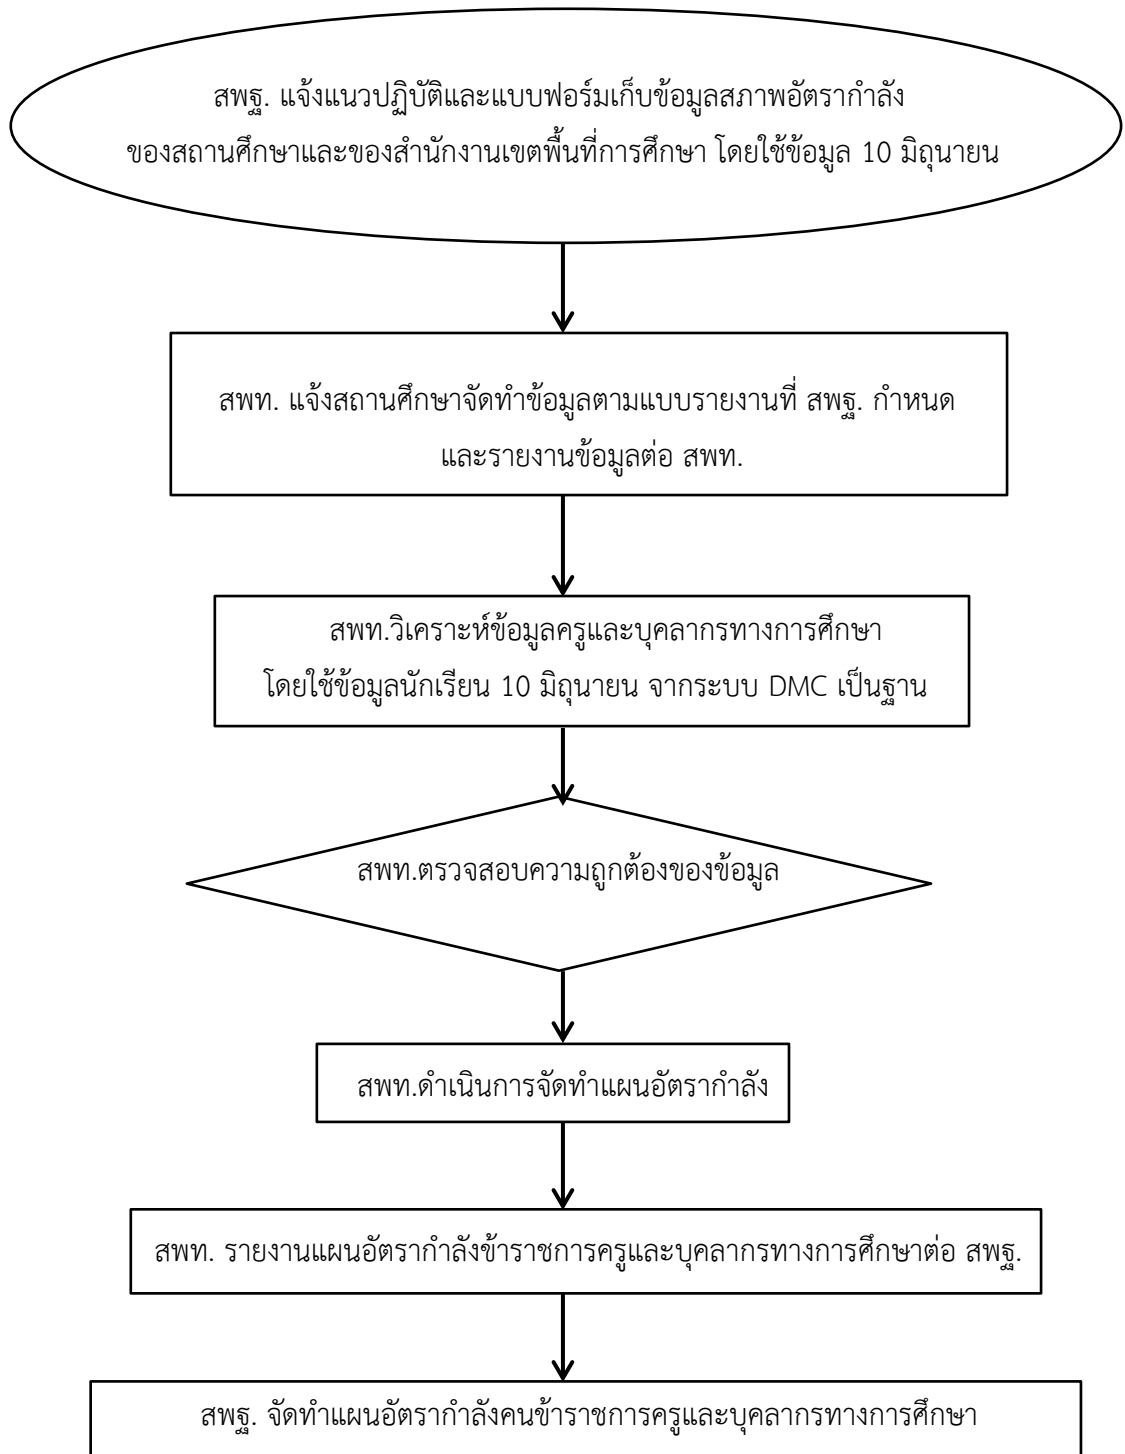 สพฐ. แจ้งแนวปฏิบัติและแบบฟอร์มเก็บข้อมูลสภาพอัตรากำลัง
ของสถานศึกษาและของสำนักงานเขตพื้นที่การศึกษา โดยใช้ข้อมูล 10 มิถุนายน
สพท. แจ้งสถานศึกษาจัดทำข้อมูลตามแบบรายงานที่ สพฐ. กำหนด
และรายงานข้อมูลต่อ สพท.
สพท.วิเคราะห์ข้อมูลครูและบุคลากรทางการศึกษา
โดยใช้ข้อมูลนักเรียน 10 มิถุนายน จากระบบ DMC เป็นฐาน
สพท.ตรวจสอบความถูกต้องของข้อมูล
สพท.ดำเนินการจัดทำแผนอัตรากำลัง
สพท. รายงานแผนอัตรากำลังข้าราชการครูและบุคลากรทางการศึกษาต่อ สพฐ.
สพฐ. จัดทำแผนอัตรากำลังคนข้าราชการครูและบุคลากรทางการศึกษา